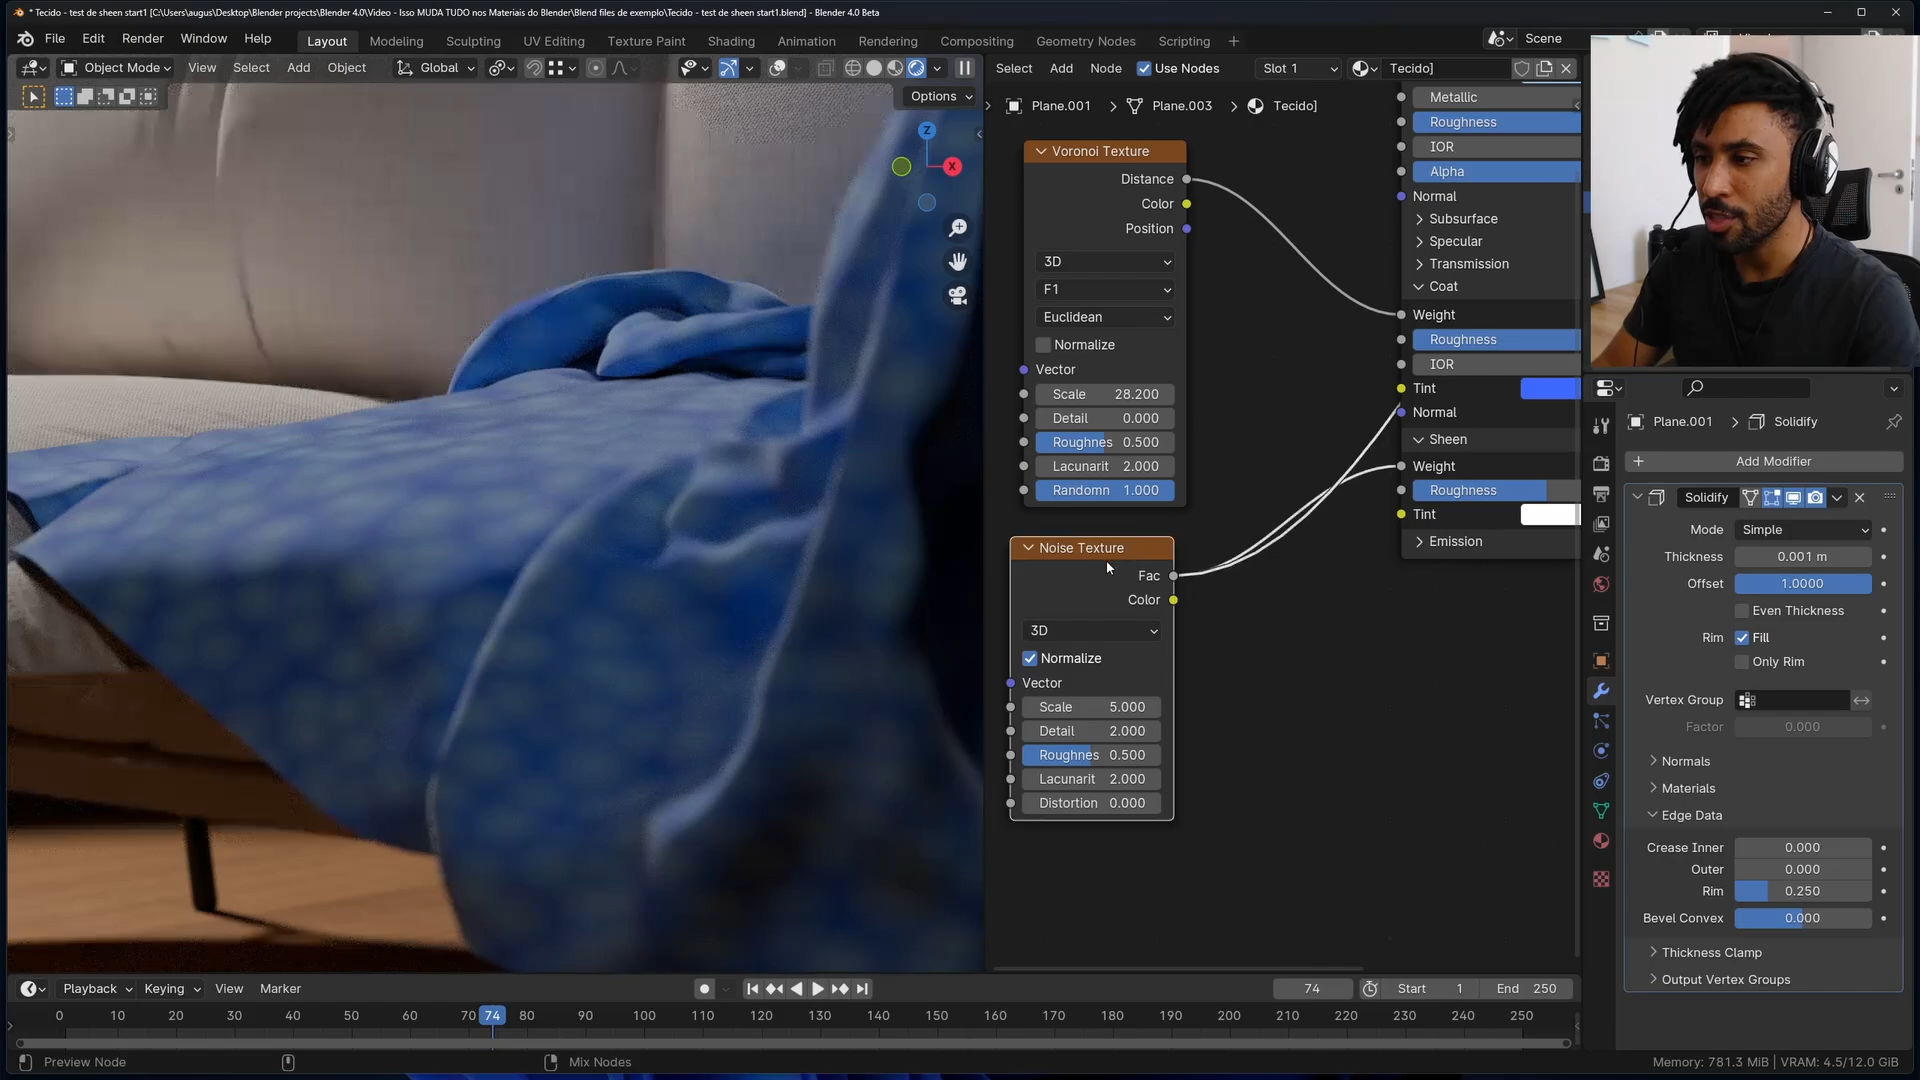 * Tecido - test de sheen start1 [C:\Users\augus\Desktop\Blender projects\Blender 4.0\Video - Isso MUDA TUDO nos Materiais do Blender\Blend files de exemplo\Tecido - test de sheen start1.blend] - Blender 4.0 Beta
File Edit Render Window Help Layout Modeling Sculpting UV Editing Texture Paint Shading Animation Rendering Compositing Geometry Nodes Scripting + Scene
Object Mode View Select Add Object Global
Select Add Node Use Nodes Slot 1 Tecido]
Options
Z
X
Plane.001 > Plane.003 > Tecido]
Voronoi Texture
Distance
Color
Position
3D
F1
Euclidean
Normalize
Vector
Scale 28.200
Detail 0.000
Roughnes 0.500
Lacunarit 2.000
Randomn 1.000
Noise Texture
Fac
Color
3D
Normalize
Vector
Scale 5.000
Detail 2.000
Roughnes 0.500
Lacunarit 2.000
Distortion 0.000
Metallic
Roughness
IOR
Alpha
Normal
Subsurface
Specular
Transmission
Coat
Weight
Roughness
IOR
Tint
Normal
Sheen
Weight
Roughness
Tint
Emission
Plane.001 > Solidify
+ Add Modifier
Solidify
Mode Simple
Thickness 0.001 m
Offset 1.0000
Even Thickness
Rim Fill
Only Rim
Vertex Group
Factor 0.000
Normals
Materials
Edge Data
Crease Inner 0.000
Outer 0.000
Rim 0.250
Bevel Convex 0.000
Thickness Clamp
Output Vertex Groups
Playback Keying View Marker 74 Start 1 End 250
0 10 20 30 40 50 60 70 74 80 90 100 110 120 130 140 150 160 170 180 190 200 210 220 230 240 250
Preview Node Mix Nodes Memory: 781.3 MiB | VRAM: 4.5/12.0 GiB